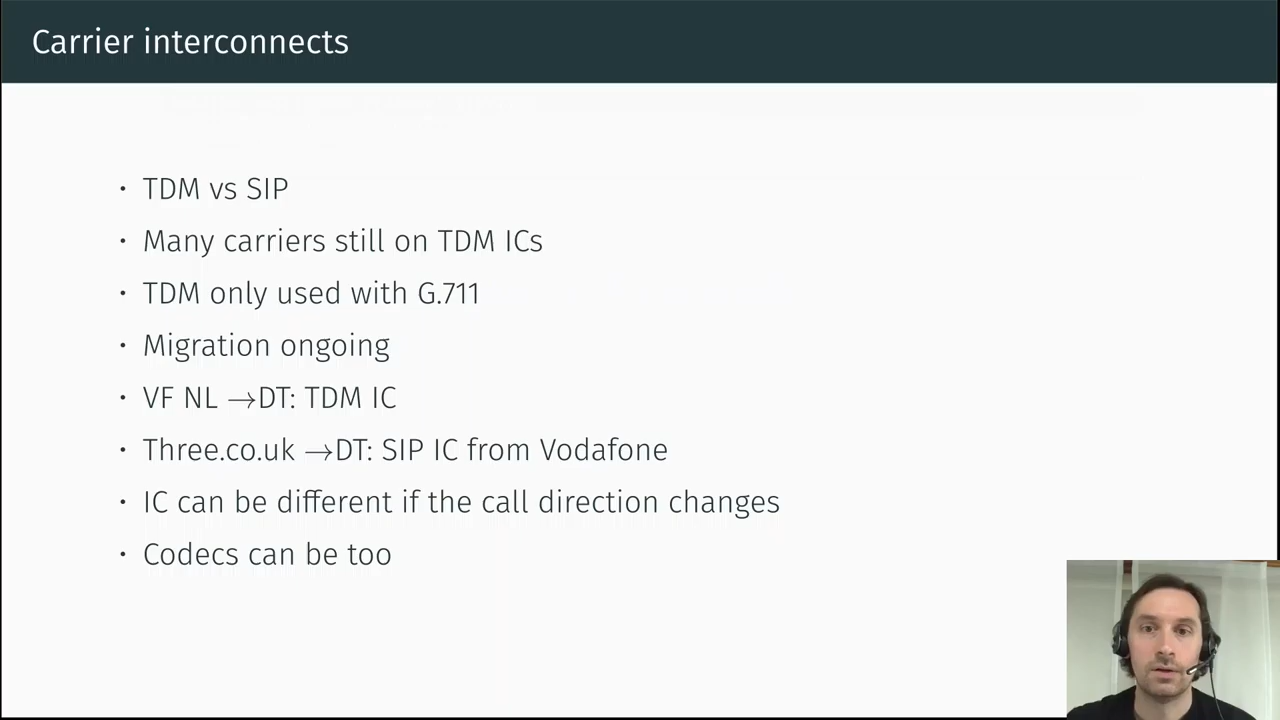 Carrier interconnects
• TDM vs SIP
• Many carriers still on TDM ICs
• TDM only used with G.711
• Migration ongoing
• VF NL →DT: TDM IC
• Three.co.uk →DT: SIP IC from Vodafone
• IC can be different if the call direction changes
• Codecs can be too